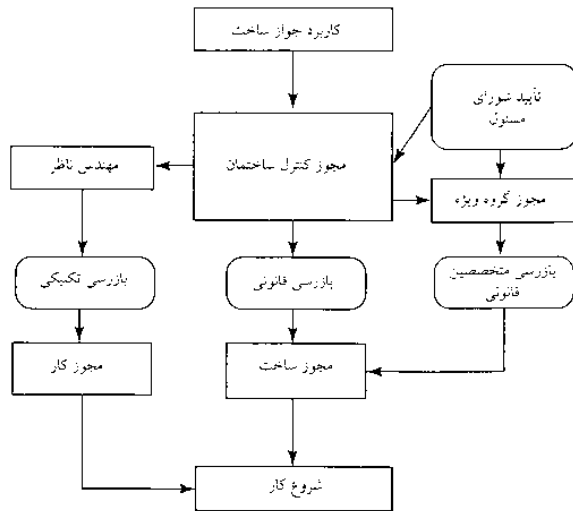 کاربرد جواز ساخت
تأیید شورای
مسئول
مجوز کنترل ساختمان
مهندس ناظر
مجوز گروه ویژه
بازرسی متخصصین
قانونی
بازرسی قانونی
بازرسی تکنیکی
مجوز ساخت
مجوز کار
شروع کار